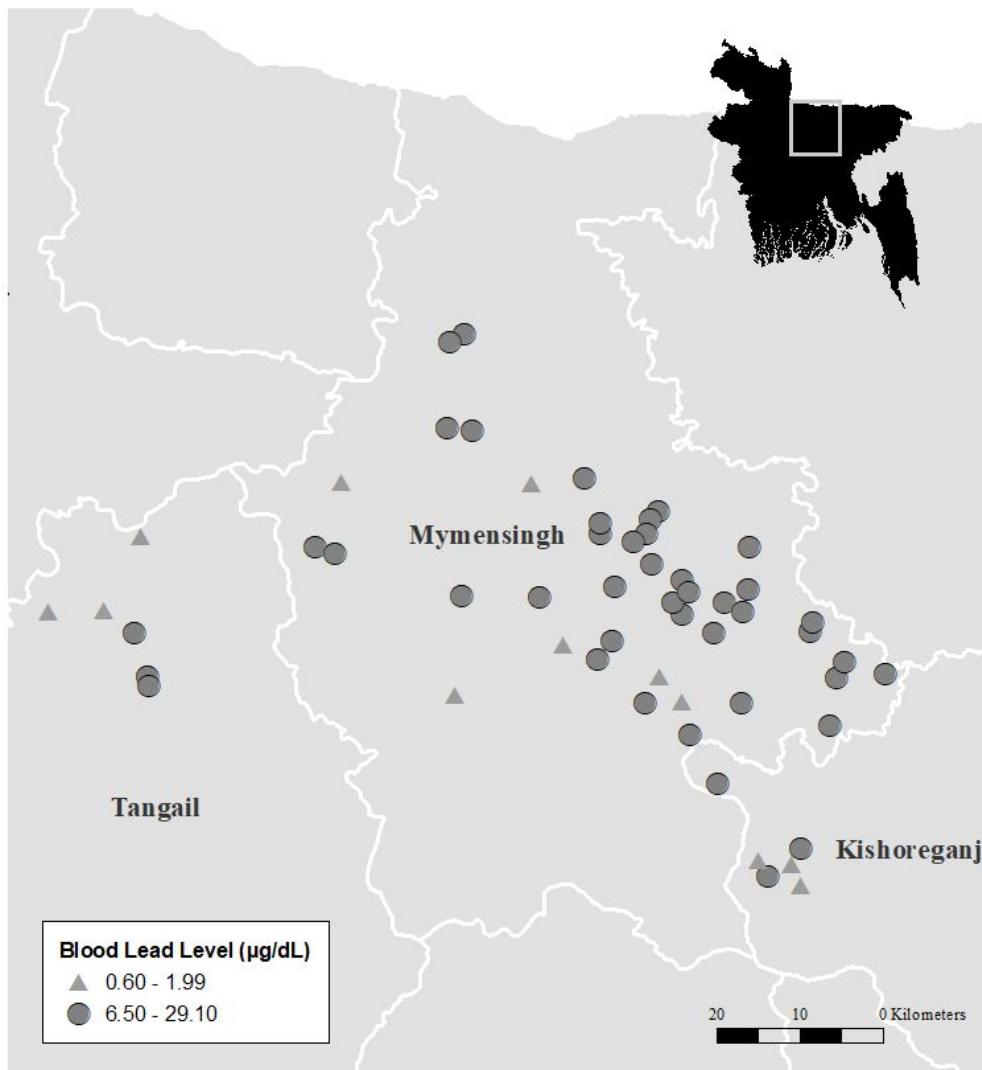 Mymensingh
Tangail
Kishoreganj
Blood Lead Level (µg/dL)
0.60 - 1.99
6.50 - 29.10
20 10 0 Kilometers